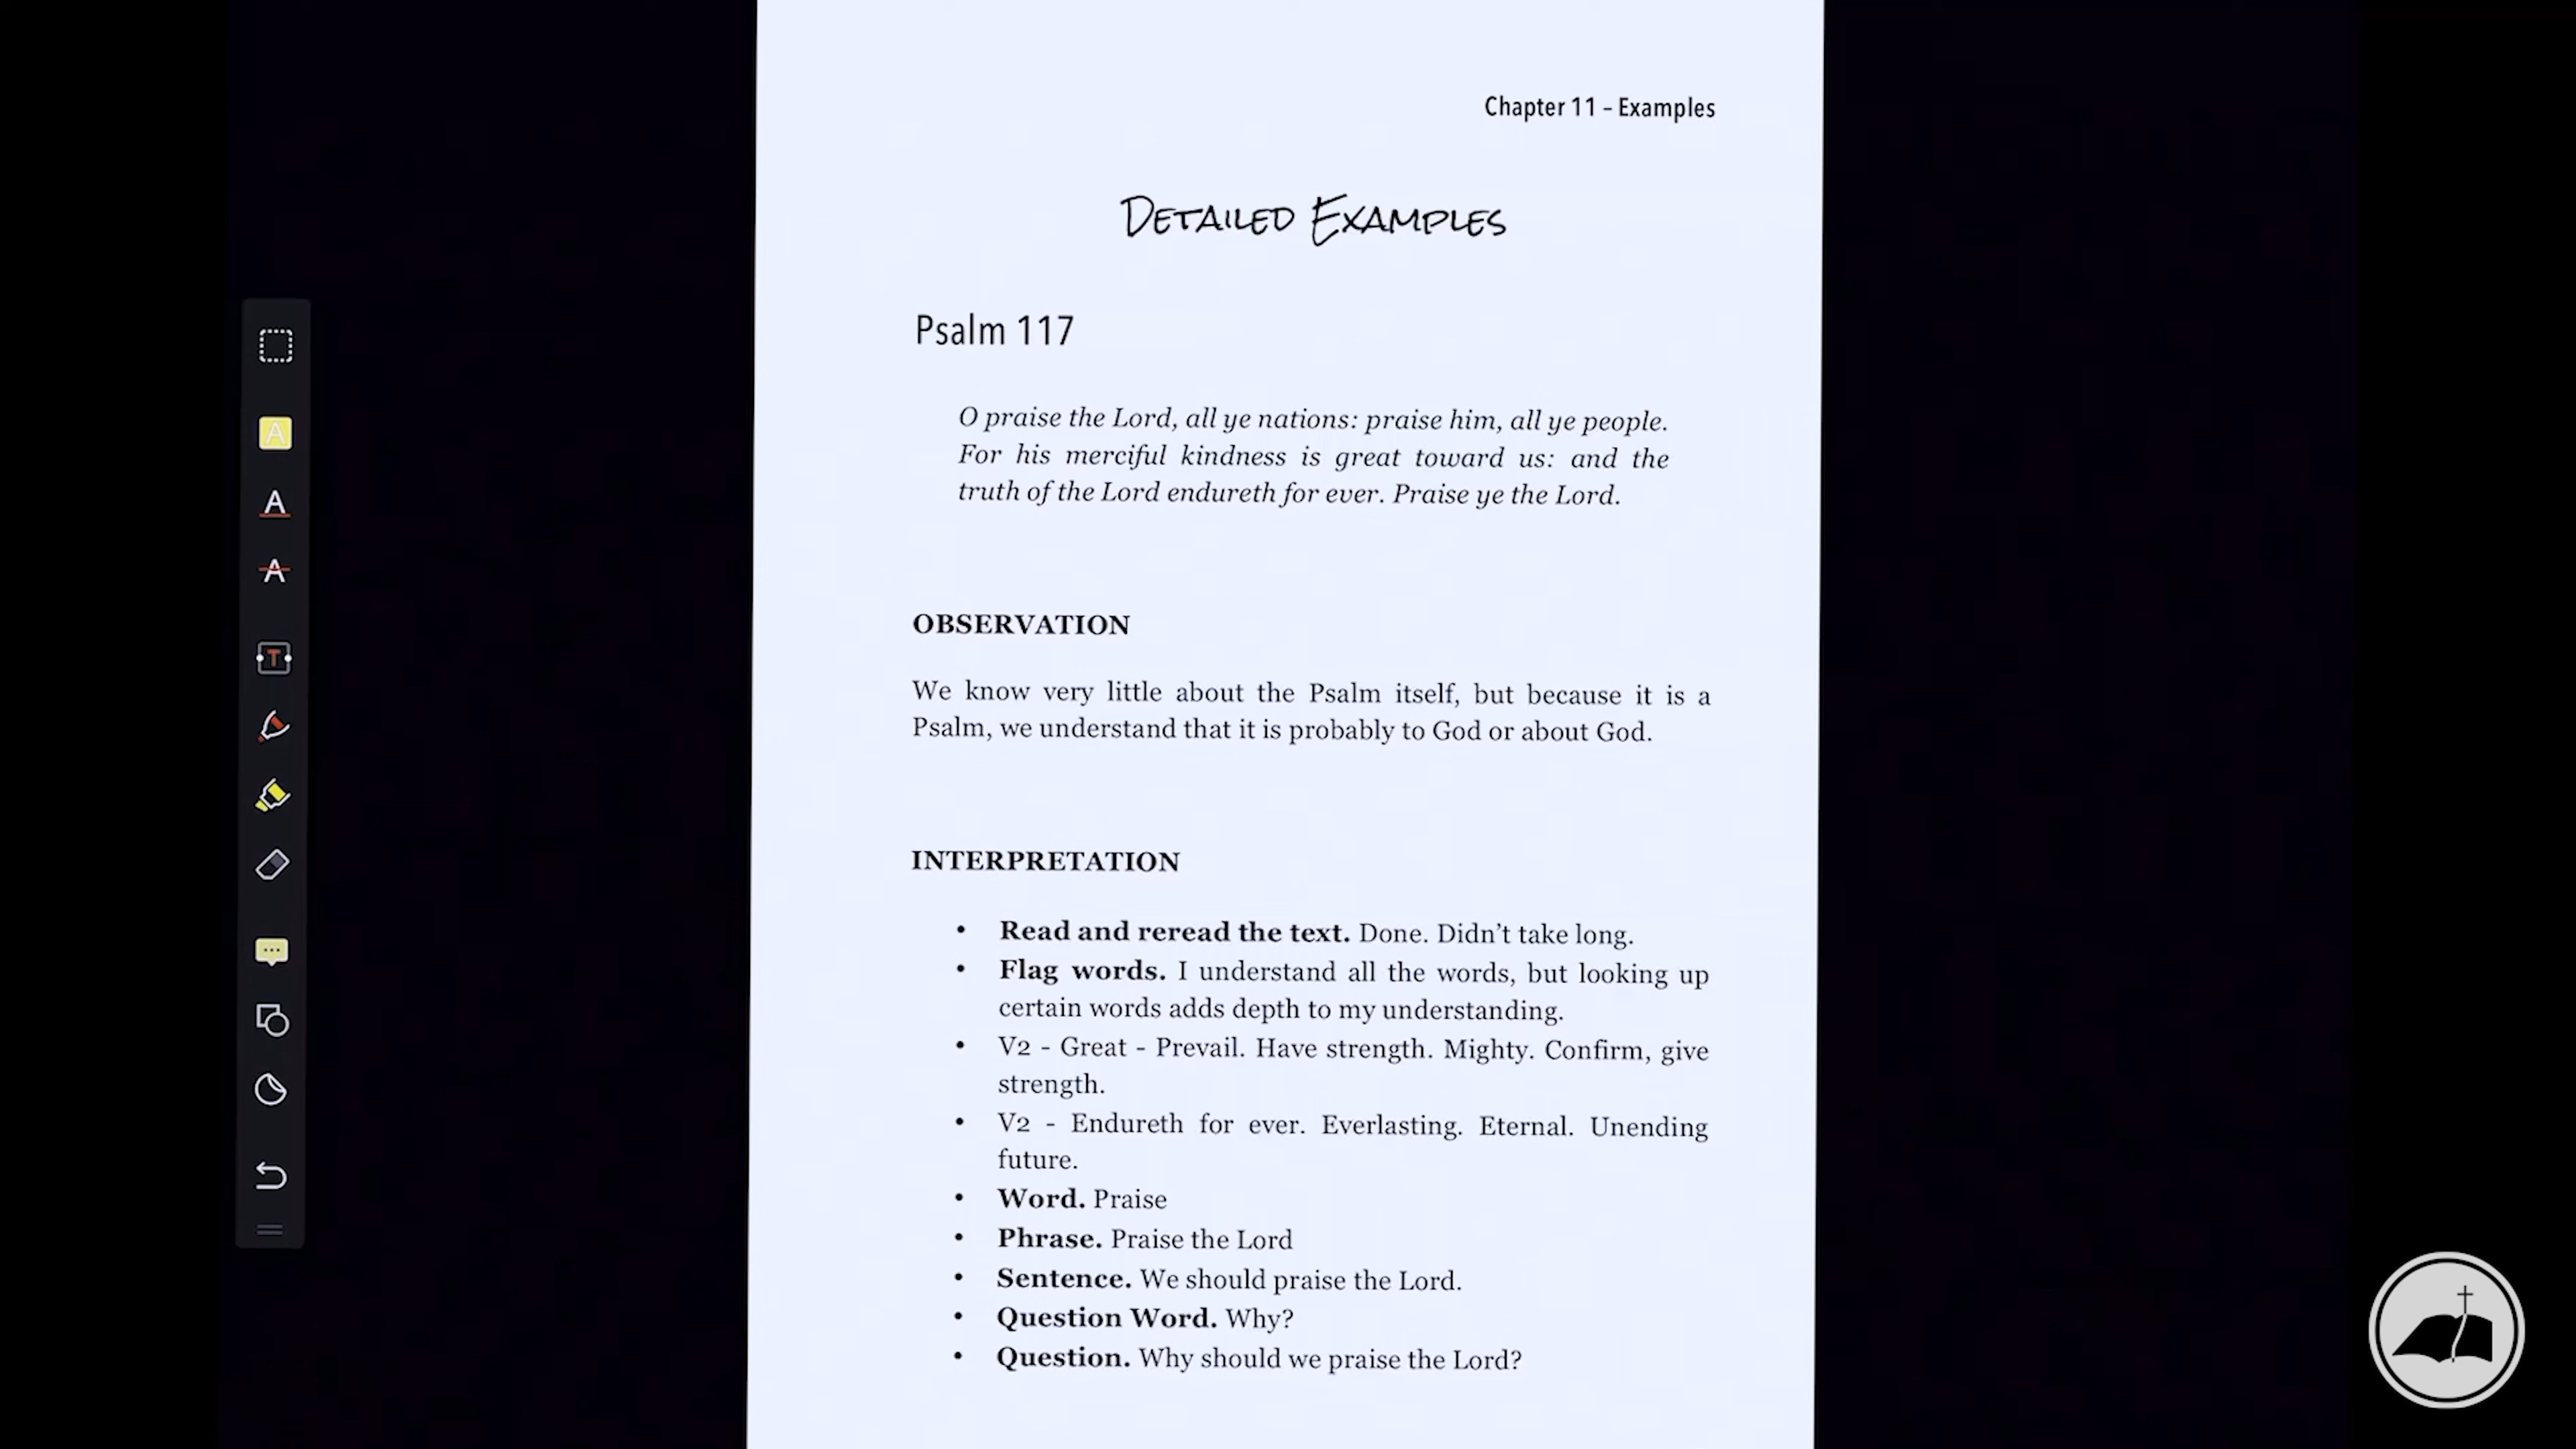 Chapter 11 – Examples
Detailed Examples
Psalm 117
O praise the Lord, all ye nations: praise him, all ye people.
For his merciful kindness is great toward us: and the
truth of the Lord endureth for ever. Praise ye the Lord.
OBSERVATION
We know very little about the Psalm itself, but because it is a
Psalm, we understand that it is probably to God or about God.
INTERPRETATION
• Read and reread the text. Done. Didn't take long.
• Flag words. I understand all the words, but looking up
certain words adds depth to my understanding.
• V2 - Great - Prevail. Have strength. Mighty. Confirm, give
strength.
• V2 - Endureth for ever. Everlasting. Eternal. Unending
future.
• Word. Praise
• Phrase. Praise the Lord
• Sentence. We should praise the Lord.
• Question Word. Why?
• Question. Why should we praise the Lord?
A
A
A
T